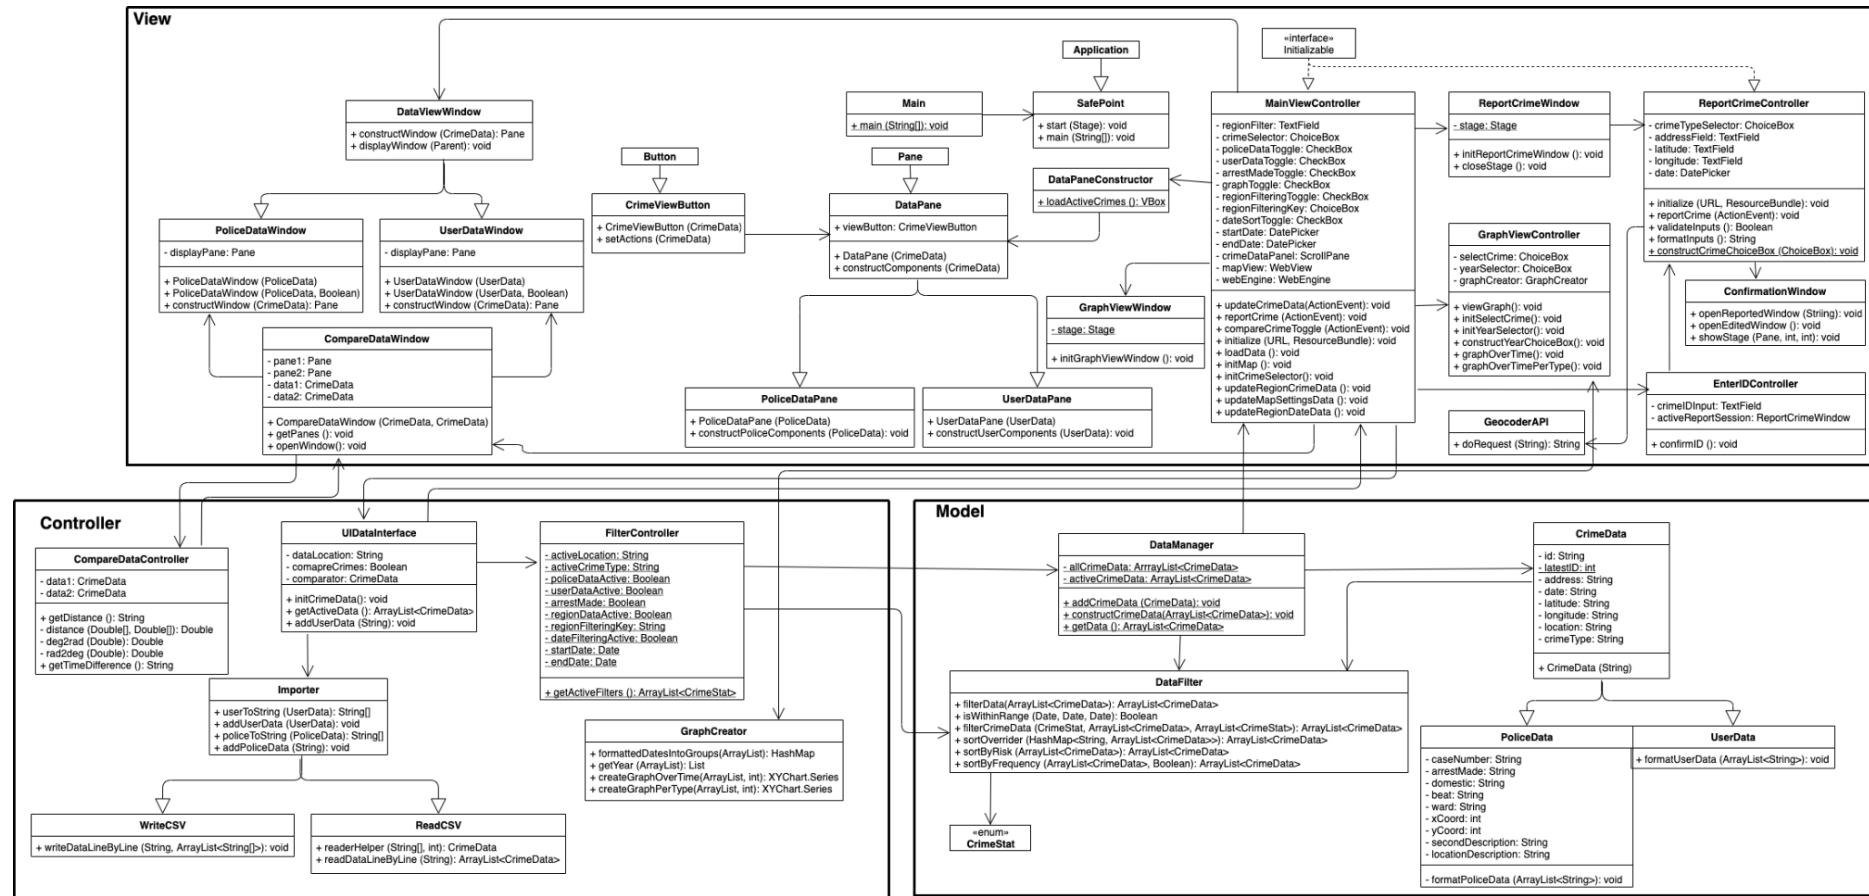 View
«interface»
Initializable
Application
DataViewWindow
+ constructWindow (CrimeData): Pane
+ displayWindow (Parent): void
Main
+ main (String[]): void
SafePoint
+ start (Stage): void
+ main (String[]): void
MainViewController
- regionFilter: TextField
- crimeSelector: ChoiceBox
- policeDataToggle: CheckBox
- userDataToggle: CheckBox
- arrestMadeToggle: CheckBox
- graphToggle: CheckBox
- regionFilteringToggle: CheckBox
- regionFilteringKey: ChoiceBox
- dateSortToggle: CheckBox
- startDate: DatePicker
- endDate: DatePicker
- crimeDataPanel: ScrollPane
- mapView: WebView
- webEngine: WebEngine
+ updateCrimeData(ActionEvent): void
+ reportCrime (ActionEvent): void
+ compareCrimeToggle (ActionEvent): void
+ initialize (URL, ResourceBundle): void
+ loadData (): void
+ initMap (): void
+ initCrimeSelector(): void
+ updateRegionCrimeData (): void
+ updateMapSettingsData (): void
+ updateRegionDateData (): void
ReportCrimeWindow
- stage: Stage
+ initReportCrimeWindow (): void
+ closeStage (): void
ReportCrimeController
- crimeTypeSelector: ChoiceBox
- addressField: TextField
- latitude: TextField
- longitude: TextField
- date: DatePicker
+ initialize (URL, ResourceBundle): void
+ reportCrime (ActionEvent): void
+ validateInputs (): Boolean
+ formatInputs (): String
+ constructCrimeChoiceBox (ChoiceBox): void
Button
Pane
DataPaneConstructor
+ loadActiveCrimes (): VBox
CrimeViewButton
+ CrimeViewButton (CrimeData)
+ setActions (CrimeData)
DataPane
- viewButton: CrimeViewButton
+ DataPane (CrimeData)
+ constructComponents (CrimeData)
PoliceDataWindow
- displayPane: Pane
+ PoliceDataWindow (PoliceData)
+ PoliceDataWindow (PoliceData, Boolean)
+ constructWindow (CrimeData): Pane
UserDataWindow
- displayPane: Pane
+ UserDataWindow (UserData)
+ UserDataWindow (UserData, Boolean)
+ constructWindow (CrimeData): Pane
GraphViewController
- selectCrime: ChoiceBox
- yearSelector: ChoiceBox
- graphCreator: GraphCreator
+ viewGraph(): void
+ initSelectCrime(): void
+ initYearSelector(): void
+ constructYearChoiceBox(): void
+ graphOverTime(): void
+ graphOverTimePerType(): void
ConfirmationWindow
+ openReportedWindow (Striing): void
+ openEditedWindow (): void
+ showStage (Pane, int, int): void
GraphViewWindow
- stage: Stage
+ initGraphViewWindow (): void
CompareDataWindow
- pane1: Pane
- pane2: Pane
- data1: CrimeData
- data2: CrimeData
+ CompareDataWindow (CrimeData, CrimeData)
+ getPanes (): void
+ openWindow(): void
PoliceDataPane
+ PoliceDataPane (PoliceData)
+ constructPoliceComponents (PoliceData): void
UserDataPane
+ UserDataPane (UserData)
+ constructUserComponents (UserData): void
EnterIDController
- crimeIDInput: TextField
- activeReportSession: ReportCrimeWindow
+ confirmID (): void
GeocoderAPI
+ doRequest (String): String
Controller
CompareDataController
- data1: CrimeData
- data2: CrimeData
+ getDistance (): String
- distance (Double[], Double[]): Double
- deg2rad (Double): Double
- rad2deg (Double): Double
+ getTimeDifference (): String
UIDataInterface
- dataLocation: String
- comapreCrimes: Boolean
- comparator: CrimeData
+ initCrimeData(): void
+ getActiveData (): ArrayList<CrimeData>
+ addUserData (String): void
FilterController
- activeLocation: String
- activeCrimeType: String
- policeDataActive: Boolean
- userDataActive: Boolean
- arrestMade: Boolean
- regionDataActive: Boolean
- regionFilteringKey: String
- dateFilteringActive: Boolean
- startDate: Date
- endDate: Date
+ getActiveFilters (): ArrayList<CrimeStat>
Importer
+ userToString (UserData): String[]
+ addUserData (UserData): void
+ policeToString (PoliceData): String[]
+ addPoliceData (String): void
GraphCreator
+ formattedDatesIntoGroups(ArrayList): HashMap
+ getYear (ArrayList): List
+ createGraphOverTime(ArrayList, int): XYChart.Series
+ createGraphPerType(ArrayList, int): XYChart.Series
WriteCSV
+ writeDataLineByLine (String, ArrayList<String[]>): void
ReadCSV
+ readerHelper (String[], int): CrimeData
+ readDataLineByLine (String): ArrayList<CrimeData>
Model
DataManager
- allCrimeData: ArrrayList<CrimeData>
- activeCrimeData: ArrayList<CrimeData>
+ addCrimeData (CrimeData): void
+ constructCrimeData(ArrayList<CrimeData>): void
+ getData (): ArrayList<CrimeData>
CrimeData
- id: String
- latestID: int
- address: String
- date: String
- latitude: String
- longitude: String
- location: String
- crimeType: String
+ CrimeData (String)
DataFilter
+ filterData(ArrayList<CrimeData>): ArrayList<CrimeData>
+ isWithinRange (Date, Date, Date): Boolean
+ filterCrimeData (CrimeStat, ArrayList<CrimeData>, ArrayList<CrimeStat>): ArrayList<CrimeData>
+ sortOverrider (HashMap<String, ArrayList<CrimeData>>): ArrayList<CrimeData>
+ sortByRisk (ArrayList<CrimeData>): ArrayList<CrimeData>
+ sortByFrequency (ArrayList<CrimeData>, Boolean): ArrayList<CrimeData>
«enum»
CrimeStat
PoliceData
- caseNumber: String
- arrestMade: String
- domestic: String
- beat: String
- ward: String
- xCoord: int
- yCoord: int
- secondDescription: String
- locationDescription: String
- formatPoliceData (ArrayList<String>): void
UserData
+ formatUserData (ArrayList<String>): void